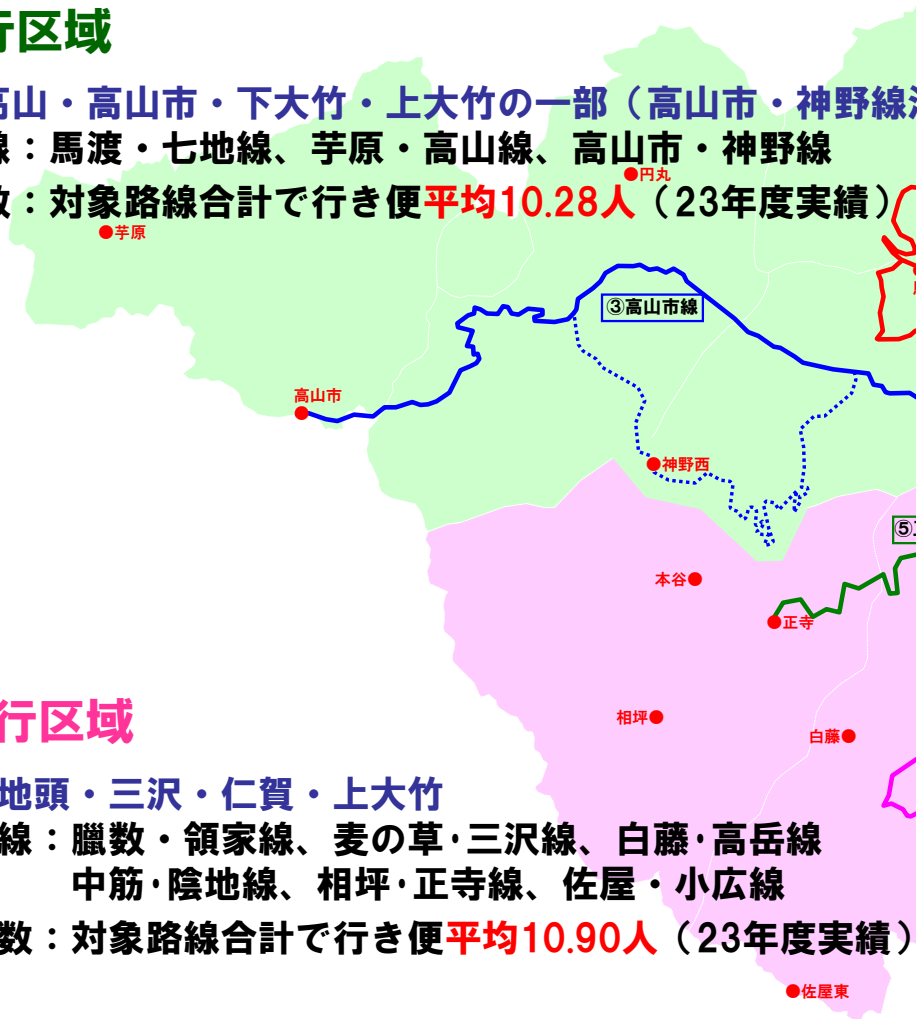 行区域
高山・高山市・下大竹・上大竹の一部（高山市・神野線沿
線：馬渡・七地線、芋原・高山線、高山市・神野線
円丸
数：対象路線合計で行き便平均10.28人（23年度実績）
芋原
③高山市線
高山市
神野西
⑤
本谷
正寺
相坪
白藤
行区域
地頭・三沢・仁賀・上大竹
線：臘数・領家線、麦の草・三沢線、白藤・高岳線
中筋・陰地線、相坪・正寺線、佐屋・小広線
数：対象路線合計で行き便平均10.90人（23年度実績）
佐屋東